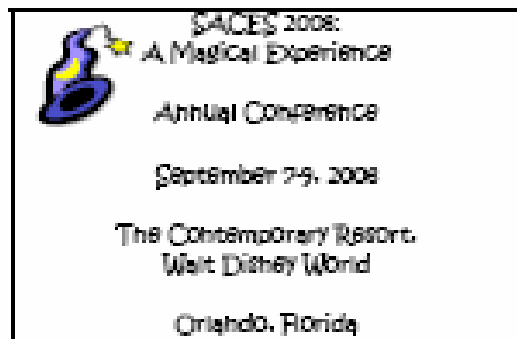 SACES 2008:
A Magical Experience
Annual Conference
September 7-9, 2008
The Contemporary Resort,
Walt Disney World
Orlando, Florida